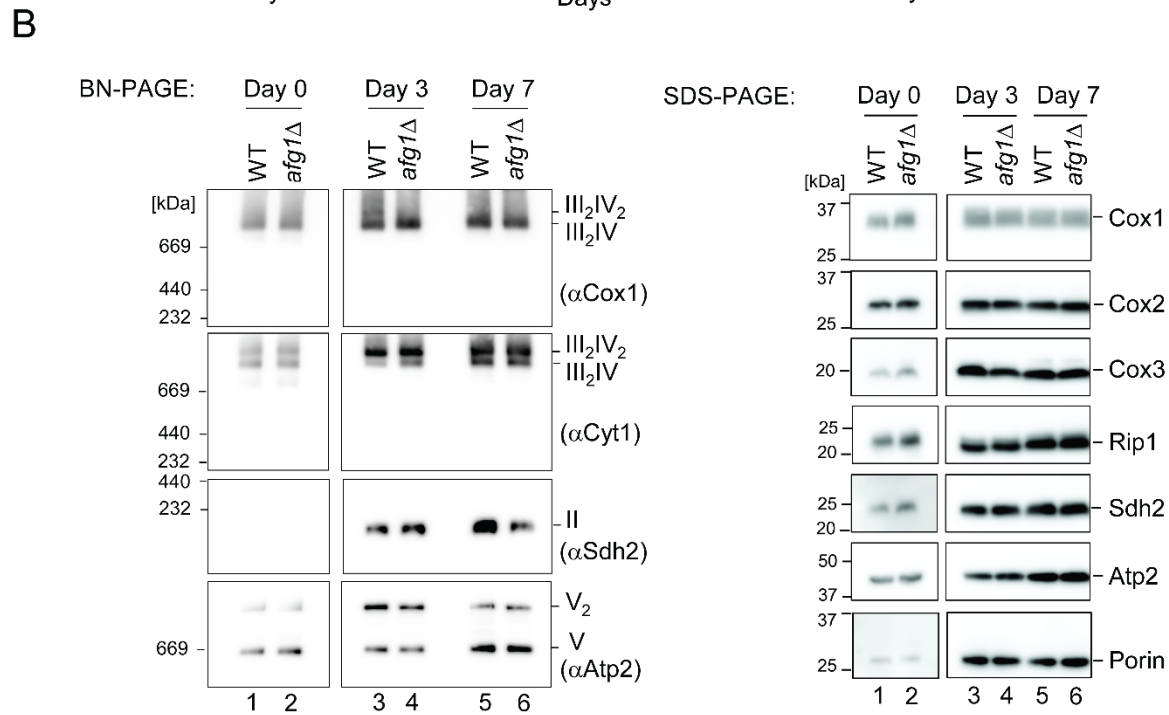 Days
B
BN-PAGE: Day 0 Day 3 Day 7
WT afg1Δ WT afg1Δ WT afg1Δ
[kDa]
669
440
232
III2IV2
III2IV
(αCox1)
669
440
232
III2IV2
III2IV
(αCyt1)
440
232
II
(αSdh2)
669
V2
V
(αAtp2)
1 2 3 4 5 6
SDS-PAGE: Day 0 Day 3 Day 7
WT afg1Δ WT afg1Δ WT afg1Δ
[kDa]
37
25
Cox1
37
25
Cox2
20
Cox3
25
20
Rip1
25
20
Sdh2
50
37
Atp2
37
25
Porin
1 2 3 4 5 6